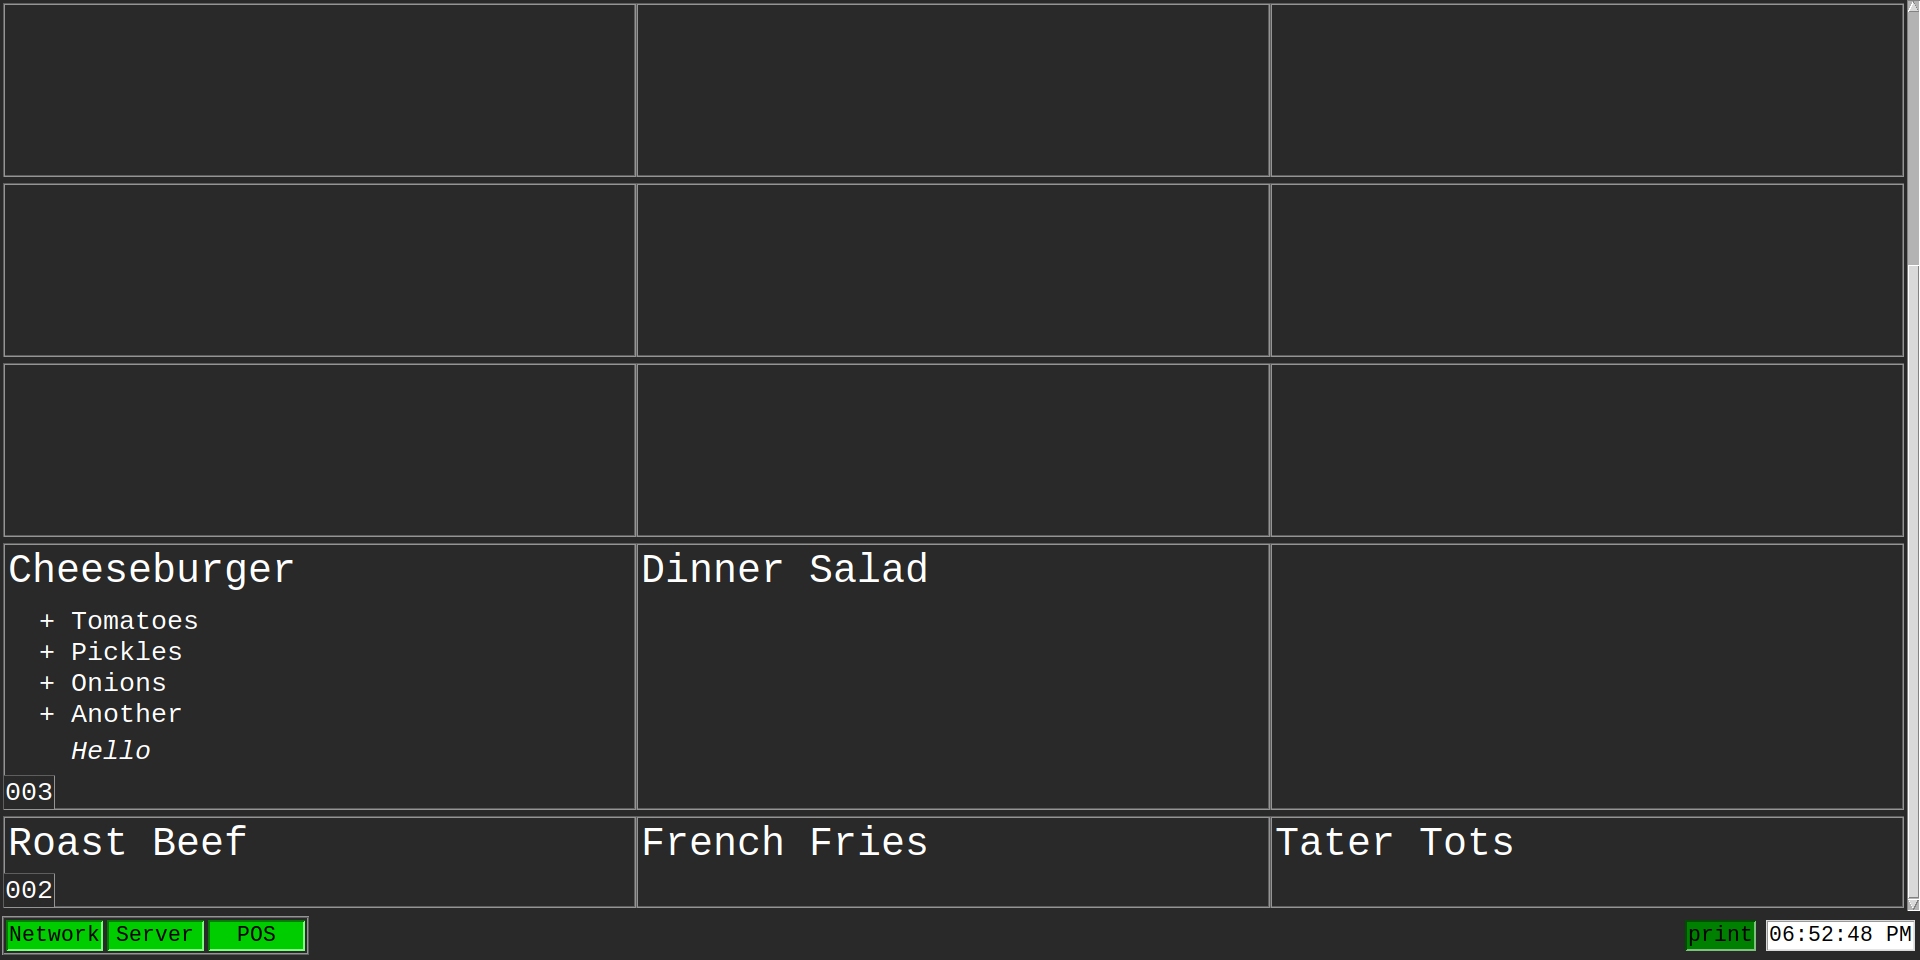 Cheeseburger
Dinner Salad
+ Tomatoes
+ Pickles
+ Onions
+ Another
Hello
003
Roast Beef
French Fries
Tater Tots
002
Network Server POS
print 06:52:48 PM